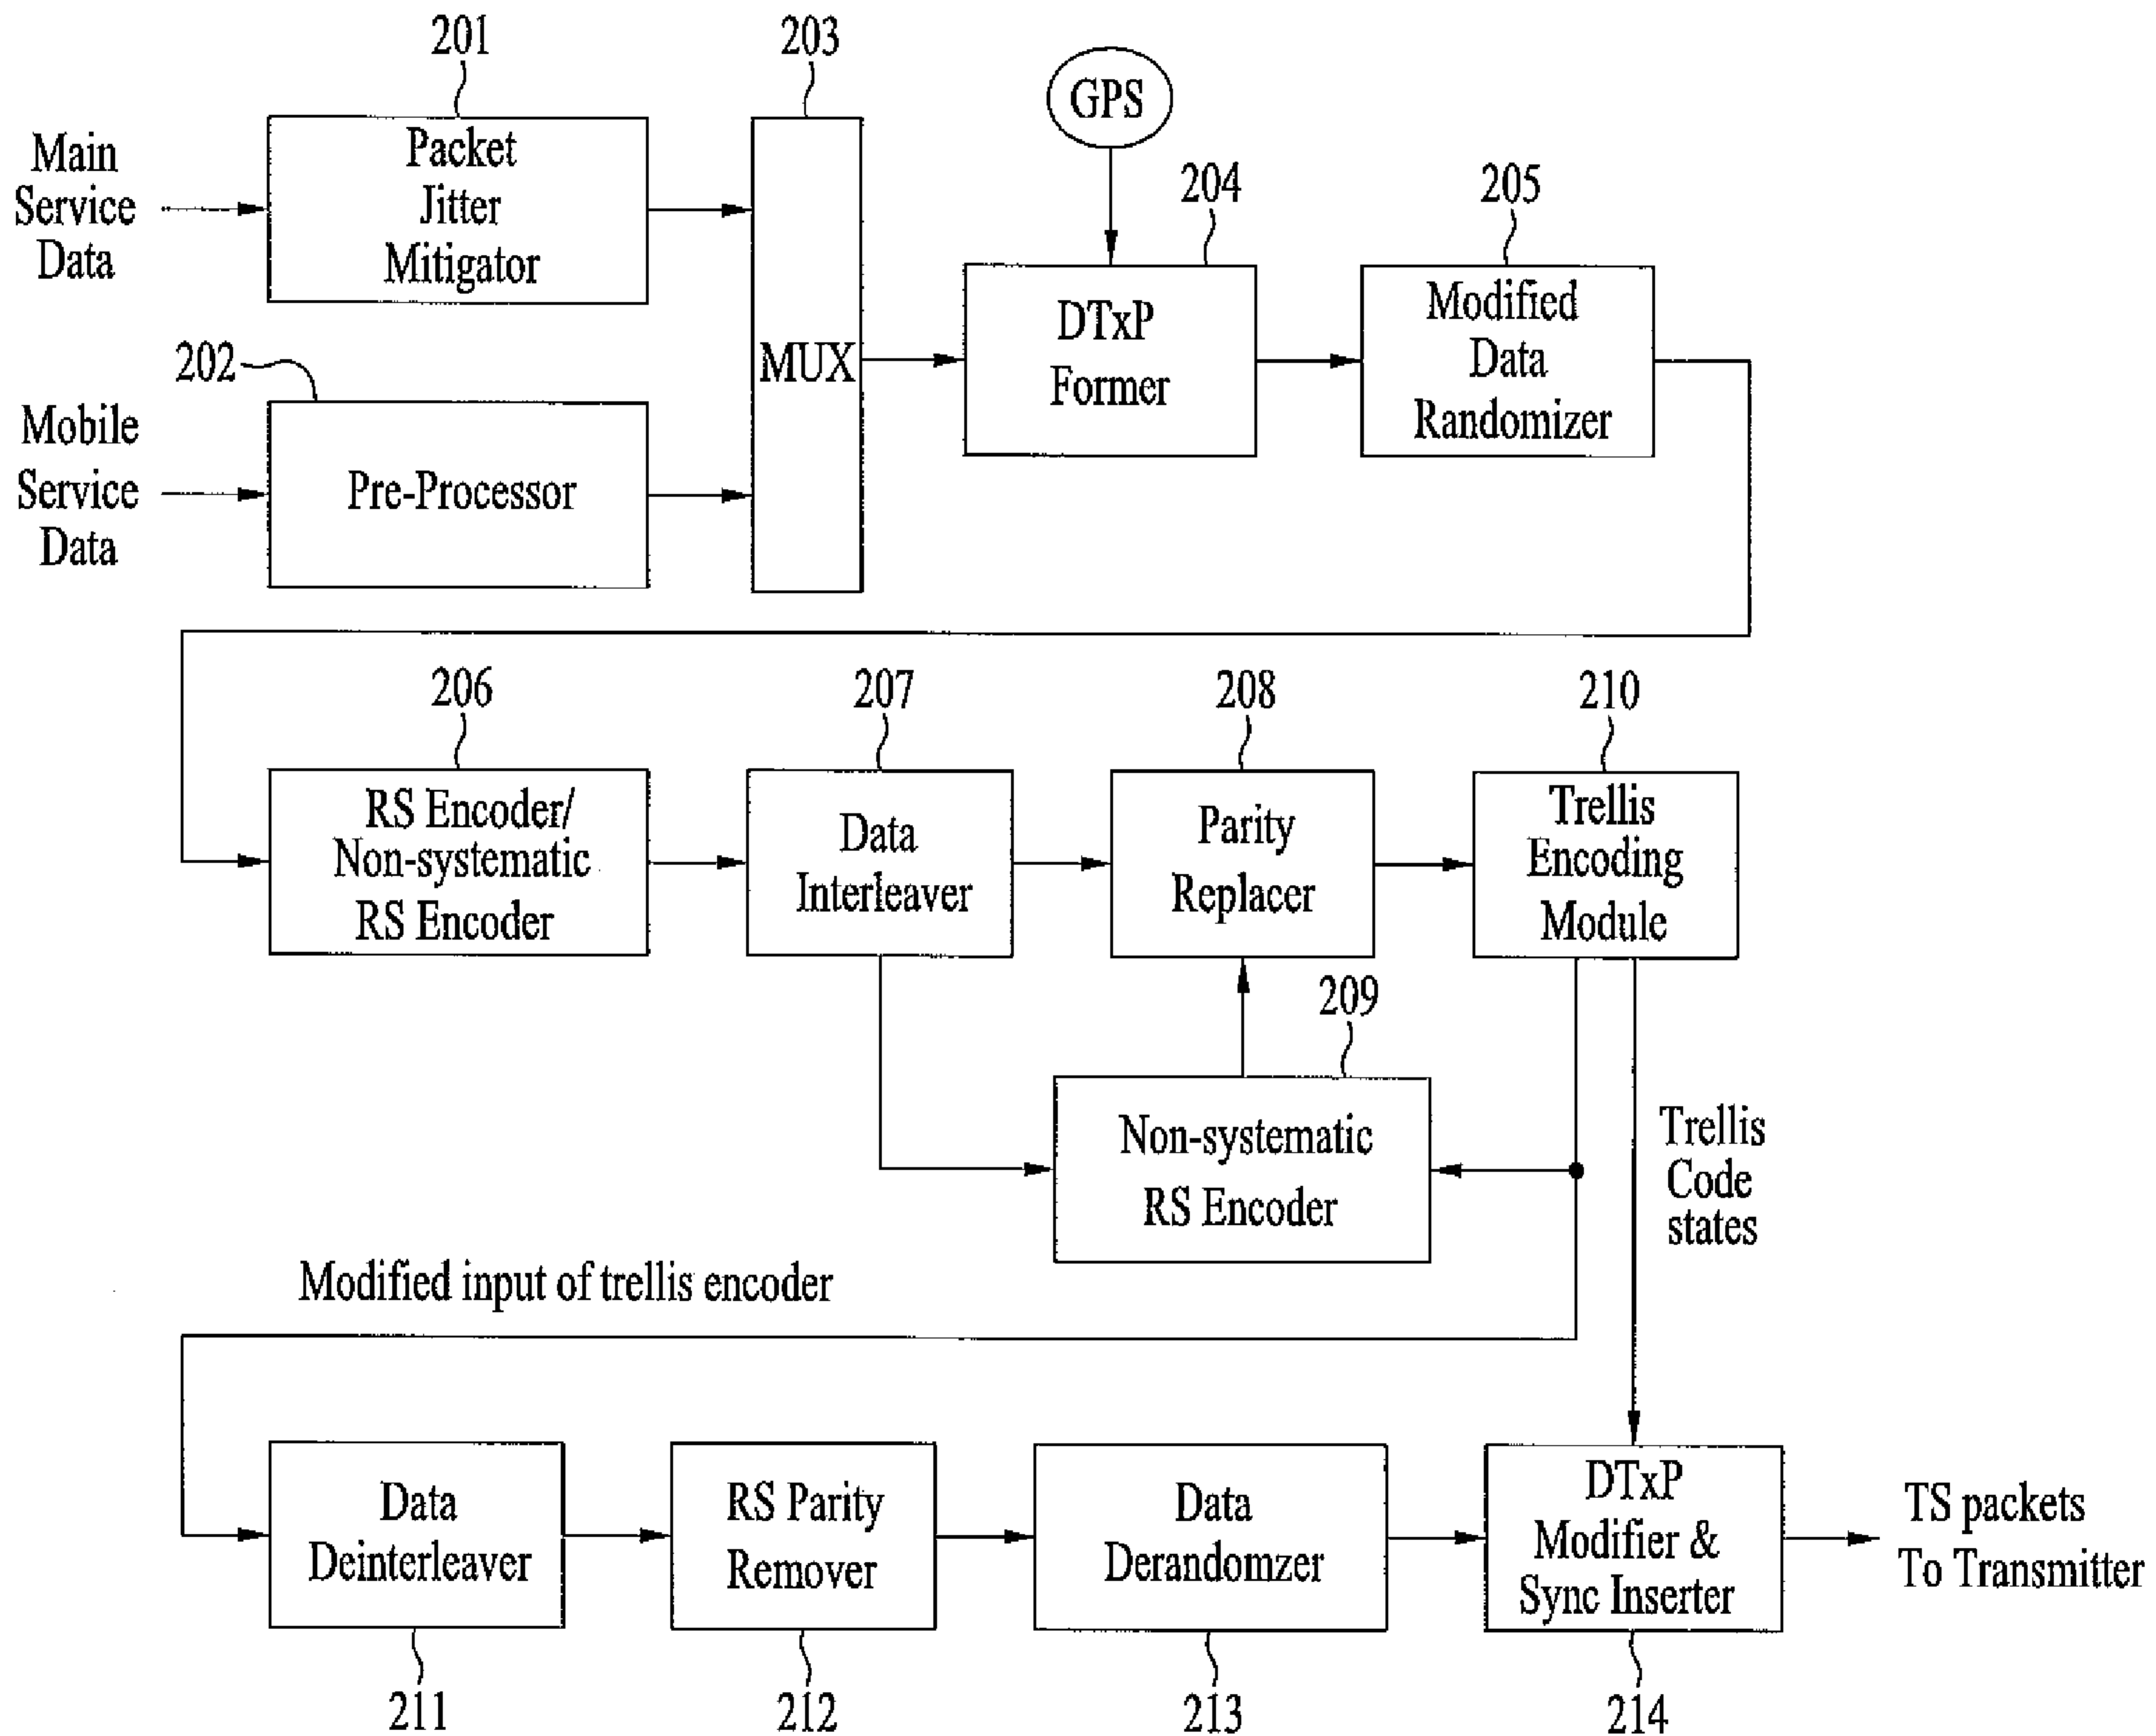 201
203
GPS
Main
Service
Data
Packet
Jitter
Mitigator
204
205
DTxP
Former
Modified
Data
Randomizer
202
MUX
Mobile
Service
Data
Pre-Processor
206
207
208
210
RS Encoder/
Non-systematic
RS Encoder
Data
Interleaver
Parity
Replacer
Trellis
Encoding
Module
209
Non-systematic
RS Encoder
Trellis
Code
states
Modified input of trellis encoder
Data
Deinterleaver
RS Parity
Remover
Data
Derandomzer
DTxP
Modifier &
Sync Inserter
TS packets
To Transmitter
211
212
213
214